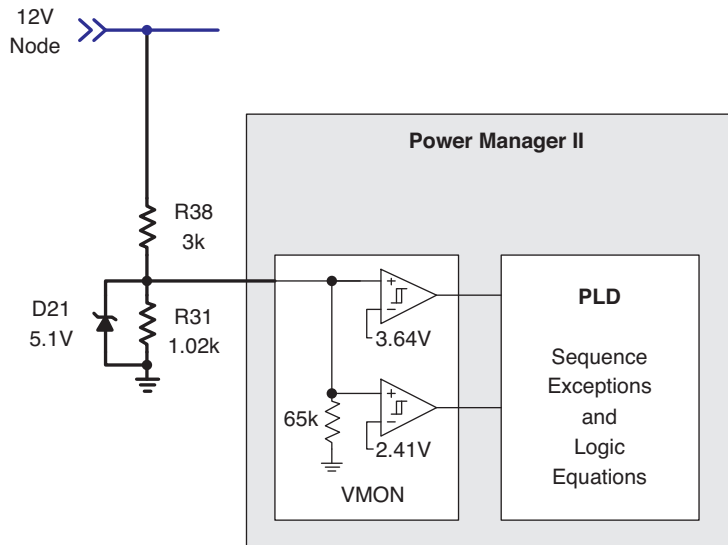 12V
Node
Power Manager II
R38
3k
D21
5.1V
R31
1.02k
+
–
3.64V
+
–
2.41V
65k
VMON
PLD
Sequence
Exceptions
and
Logic
Equations